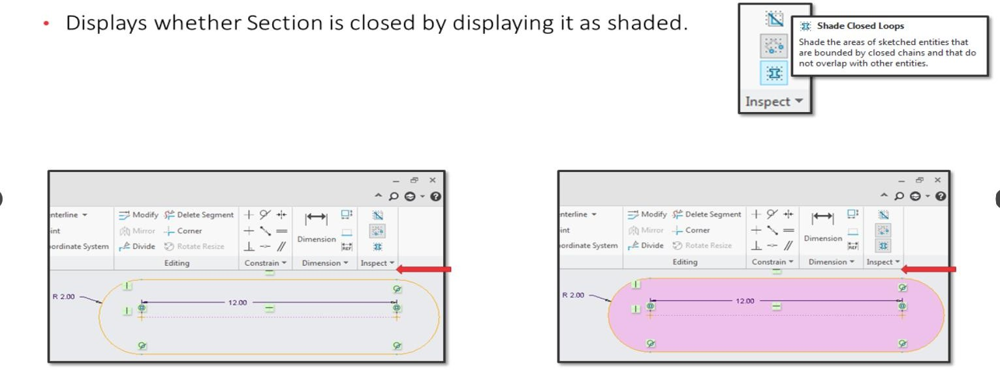 • Displays whether Section is closed by displaying it as shaded.
Shade Closed Loops
Shade the areas of sketched entities that
are bounded by closed chains and that do
not overlap with other entities.
Inspect
nterline
Modify Delete Segment
int
Mirror Corner
ordinate System
Divide Rotate Resize
Dimension
REF
Editing Constrain Dimension Inspect
R 2.00
12.00
nterline
Modify Delete Segment
int
Mirror Corner
ordinate System
Divide Rotate Resize
Dimension
REF
Editing Constrain Dimension Inspect
R 2.00
12.00